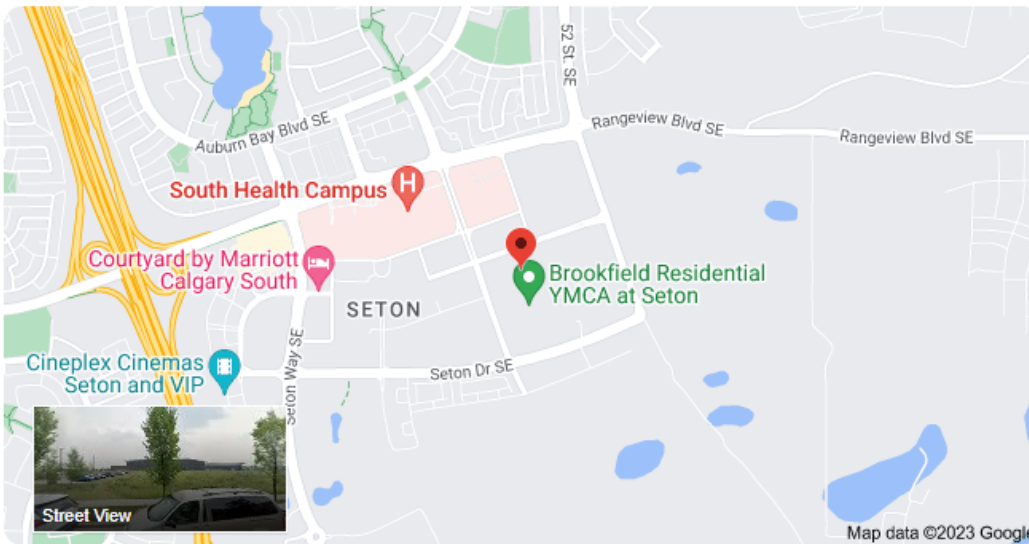 52 St. SE
Rangeview Blvd SE
Rangeview Blvd SE
Auburn Bay Blvd SE
South Health Campus
H
Courtyard by Marriott
Calgary South
Brookfield Residential
YMCA at Seton
SETON
Cineplex Cinemas
Seton and VIP
Seton Way SE
Seton Dr SE
Street View
Map data ©2023 Google